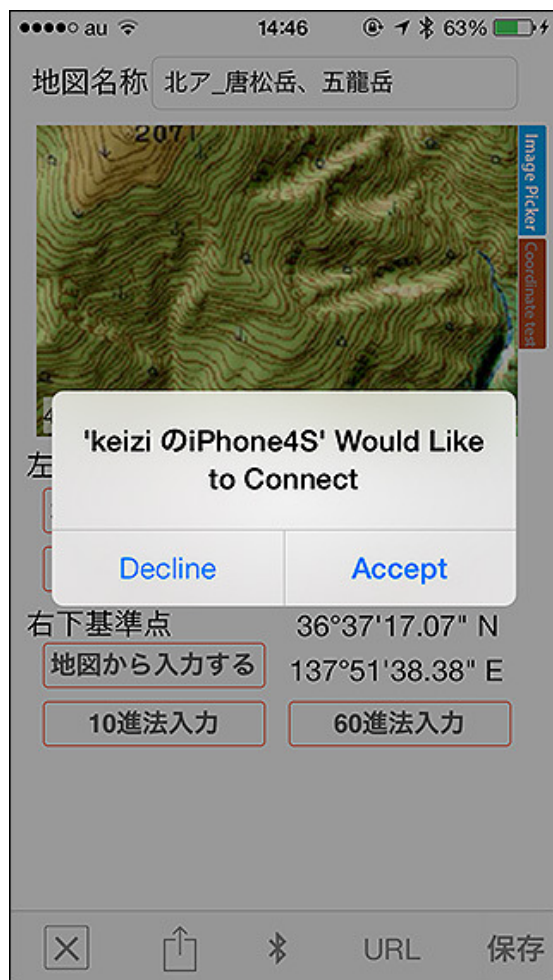 au 14:46 63%
地図名称 北ア_唐松岳、五龍岳
2071
Image Picker
Coordinate test
'keizi のiPhone4S' Would Like
to Connect
Decline Accept
左
右下基準点 36°37'17.07" N
地図から入力する 137°51'38.38" E
10進法入力 60進法入力
URL 保存